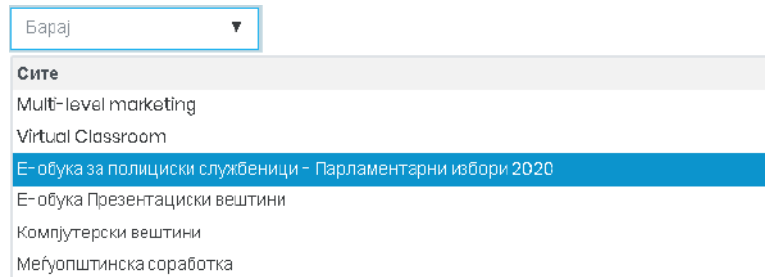 Барај
Сите
Multi-level marketing
Virtual Classroom
Е-обука за полициски службеници - Парламентарни избори 2020
Е-обука Презентациски вештини
Компјутерски вештини
Меѓуопштинска соработка